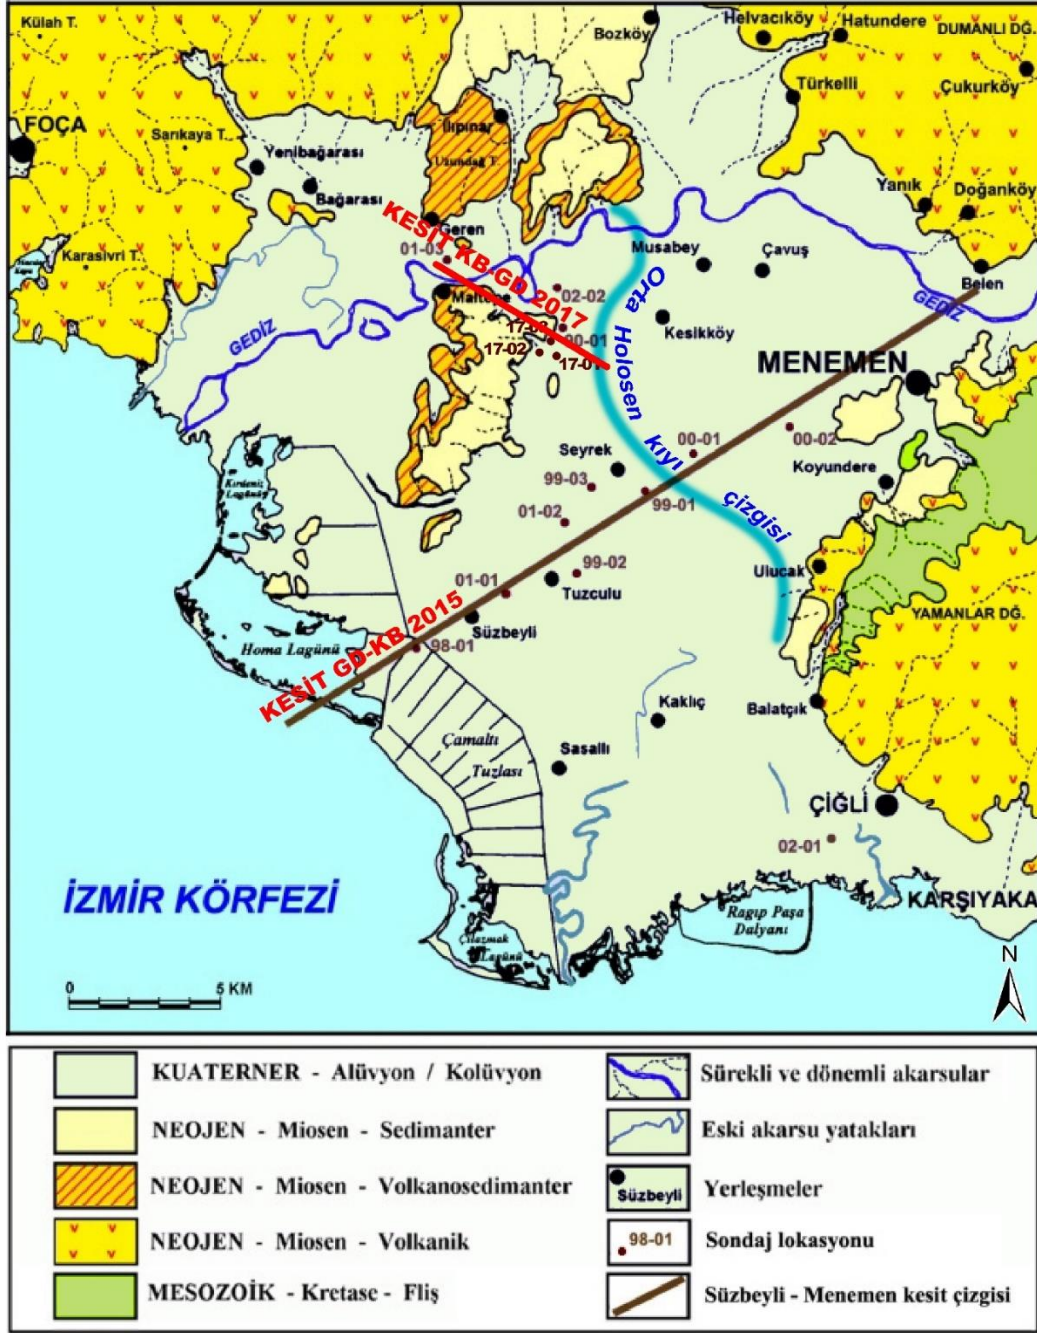 Külah T.
Bozköy
Helvacıköy
Hatundere
DUMANLI DĞ.
Çukurköy
Türkelli
FOÇA
Sarıkaya T.
Yenibağarası
Bağarası
Ilıpınar
Uzundağ T.
Yanık
Doğanköy
Karasivri T.
Geren
01-03
KESİT KB-GD 2017
Musabey
Çavuş
Belen
Maltepe
02-02
GEDİZ
GEDİZ
Kesikköy
Orta Holosen kıyı çizgisi
17-03
00-01
17-02
17-01
MENEMEN
Seyrek
00-01
00-02
Koyundere
99-03
99-01
Kırdeniz
Lagünü
01-02
Ulucak
99-02
01-01
Tuzculu
YAMANLAR DĞ.
KESİT GD-KB 2015
Süzbeyli
Homa Lagünü
98-01
Kaklıç
Balatçık
Çamaltı
Tuzlası
Sasallı
ÇİĞLİ
02-01
İZMİR KÖRFEZİ
KARŞIYAKA
Ragıp Paşa
Dalyanı
Çilazmak
Lagünü
N
0 5 KM
KUATERNER - Alüvyon / Kolüvyon
Sürekli ve dönemli akarsular
NEOJEN - Miosen - Sedimanter
Eski akarsu yatakları
NEOJEN - Miosen - Volkanosedimanter
Süzbeyli
Yerleşmeler
NEOJEN - Miosen - Volkanik
98-01
Sondaj lokasyonu
MESOZOİK - Kretase - Fliş
Süzbeyli - Menemen kesit çizgisi